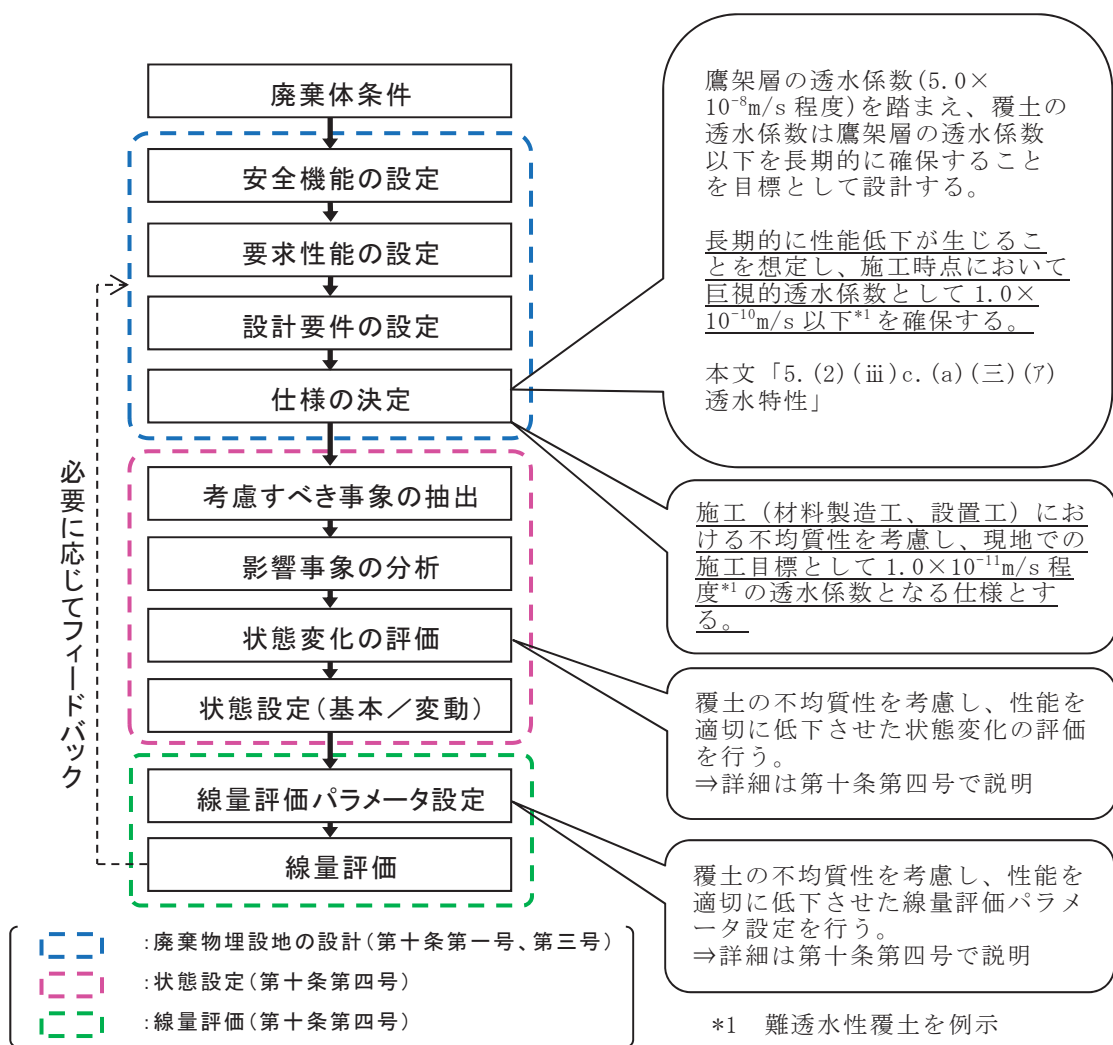 廃棄体条件
安全機能の設定
要求性能の設定
設計要件の設定
仕様の決定
考慮すべき事象の抽出
影響事象の分析
状態変化の評価
状態設定(基本／変動)
線量評価パラメータ設定
線量評価
必要に応じてフィードバック
鷹架層の透水係数(5.0×
10⁻⁸m/s 程度)を踏まえ、覆土の
透水係数は鷹架層の透水係数
以下を長期的に確保すること
を目標として設計する。
長期的に性能低下が生じるこ
とを想定し、施工時点において
巨視的透水係数として 1.0×
10⁻¹⁰m/s 以下*¹を確保する。
本文「5.(2)(ⅲ)c.(a)(三)(ｱ)
透水特性」
施工（材料製造工、設置工）にお
ける不均質性を考慮し、現地での
施工目標として 1.0×10⁻¹¹m/s 程
度*¹の透水係数となる仕様とす
る。
覆土の不均質性を考慮し、性能を
適切に低下させた状態変化の評価
を行う。
⇒詳細は第十条第四号で説明
覆土の不均質性を考慮し、性能を
適切に低下させた線量評価パラメ
ータ設定を行う。
⇒詳細は第十条第四号で説明
:廃棄物埋設地の設計(第十条第一号、第三号)
:状態設定(第十条第四号)
:線量評価(第十条第四号)
*1　難透水性覆土を例示